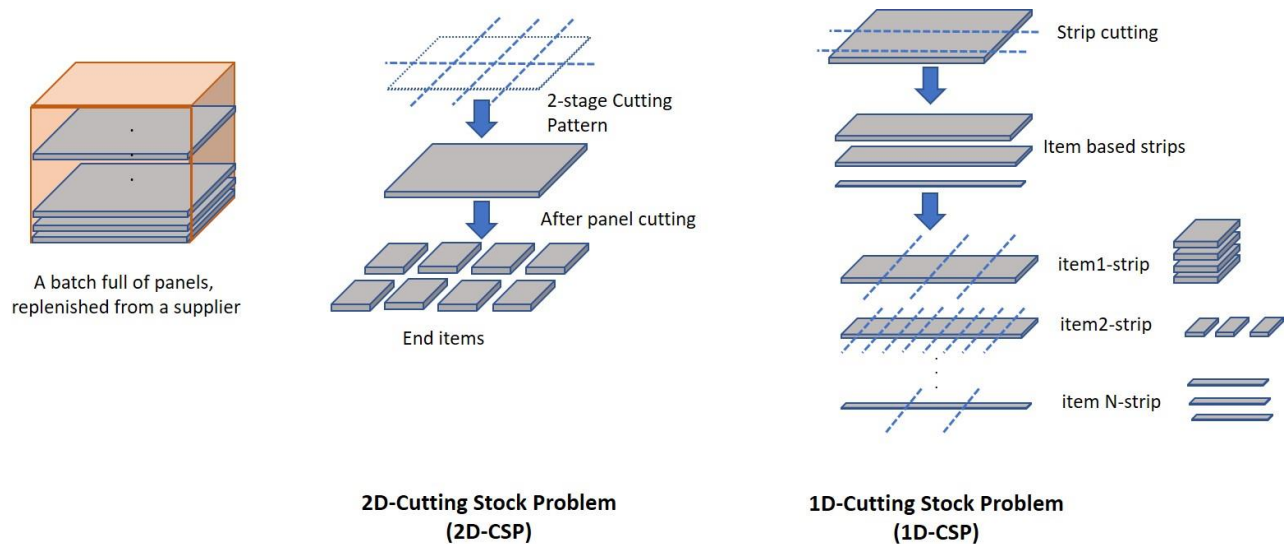 A batch full of panels,
replenished from a supplier
2-stage Cutting
Pattern
After panel cutting
End items
2D-Cutting Stock Problem
(2D-CSP)
Strip cutting
Item based strips
item1-strip
item2-strip
item N-strip
1D-Cutting Stock Problem
(1D-CSP)